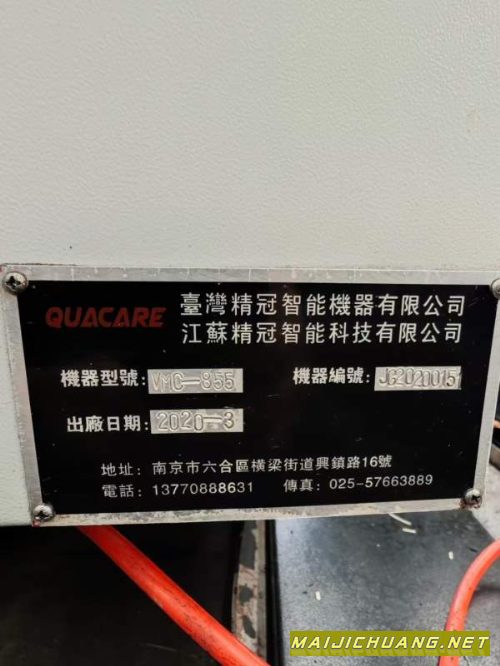 QUACARE 臺灣精冠智能機器有限公司
江蘇精冠智能科技有限公司
機器型號: VMC-855 機器編號: JG2020015
出廠日期: 2020-3
地址: 南京市六合區橫梁街道興鎮路16號
電話: 13770888631 傳真: 025-57663889
MAIJICHUANG.NET